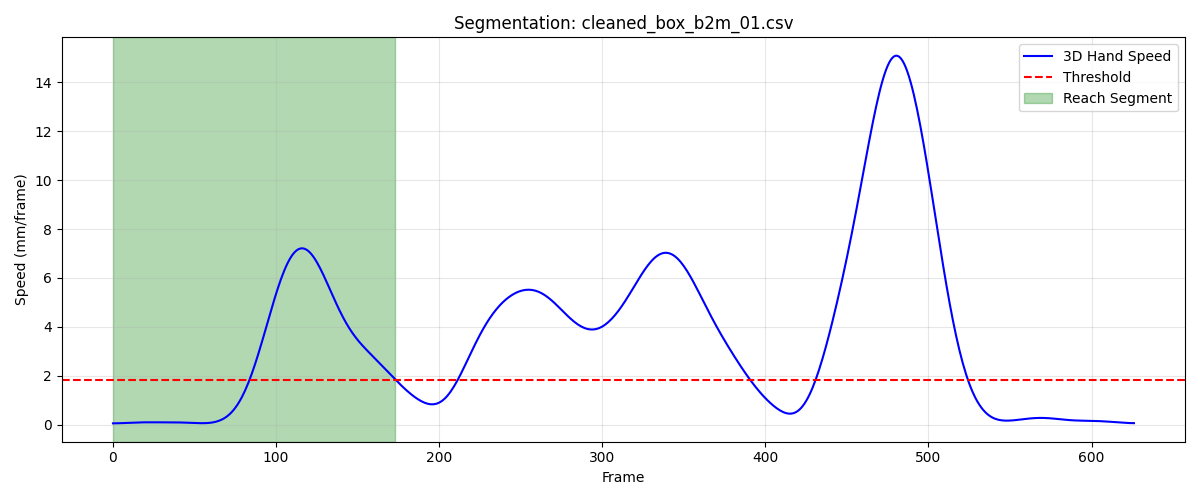 Segmentation: cleaned_box_b2m_01.csv
3D Hand Speed
Threshold
Reach Segment
Speed (mm/frame)
14
12
10
8
6
4
2
0
0 100 200 300 400 500 600
Frame